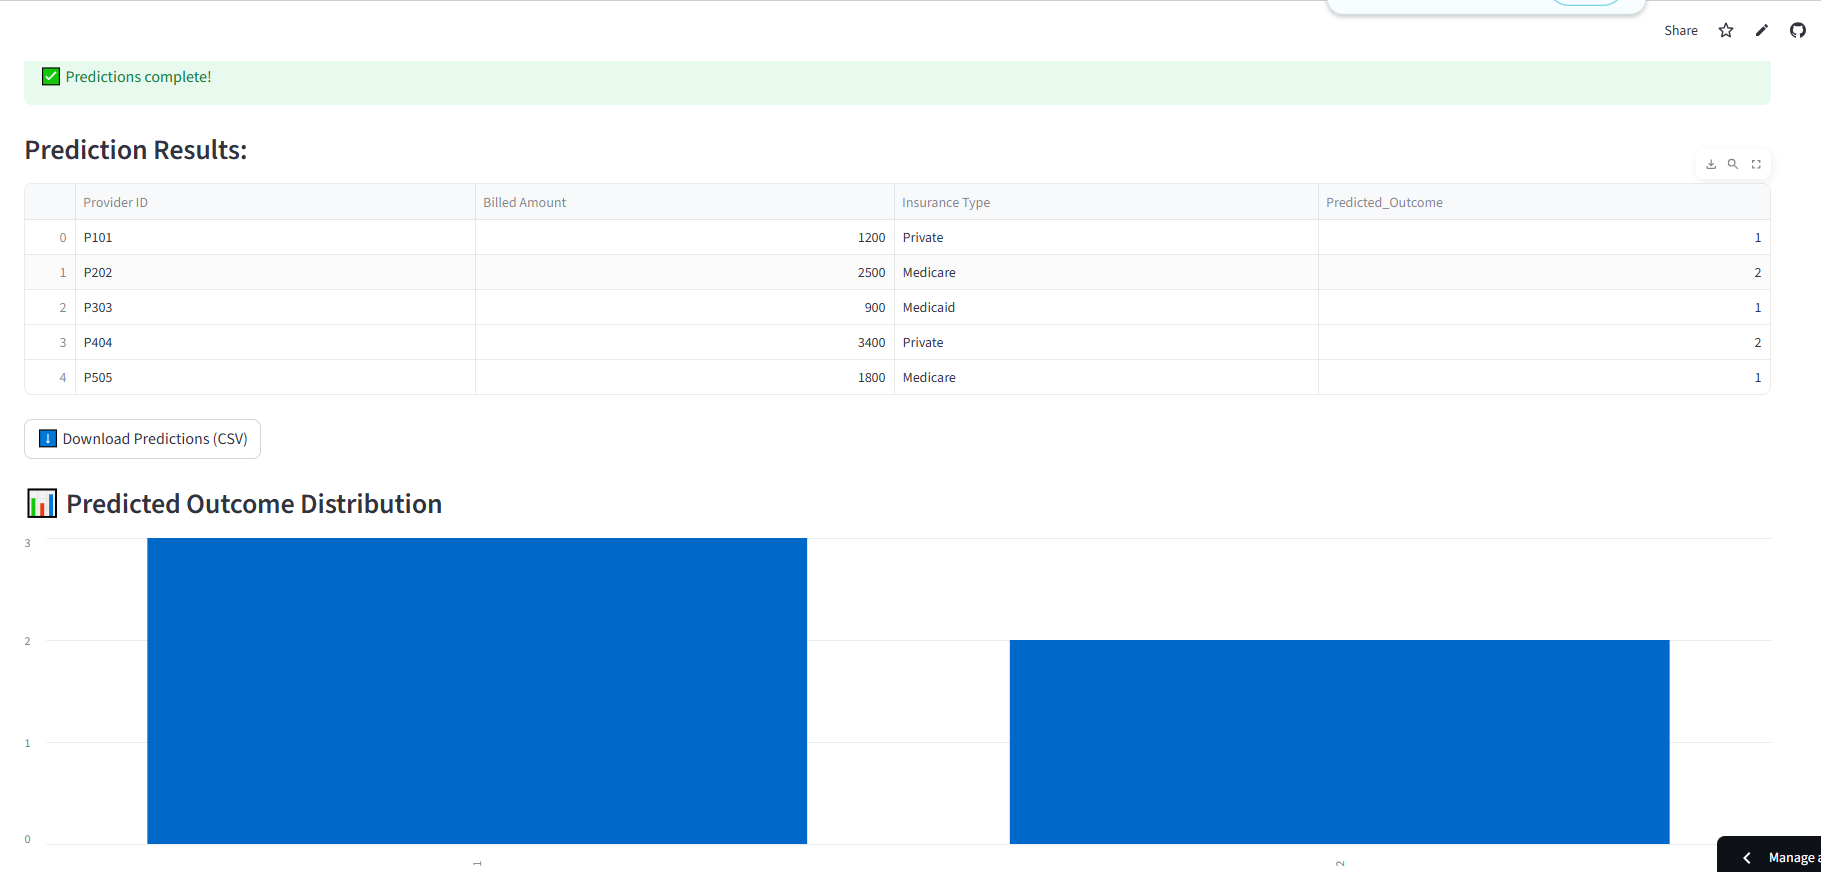 Share
✅ Predictions complete!
Prediction Results:
Provider ID Billed Amount Insurance Type Predicted_Outcome
0 P101 1200 Private 1
1 P202 2500 Medicare 2
2 P303 900 Medicaid 1
3 P404 3400 Private 2
4 P505 1800 Medicare 1
⬇️ Download Predictions (CSV)
📊 Predicted Outcome Distribution
3
2
1
0
1 2
Manage a